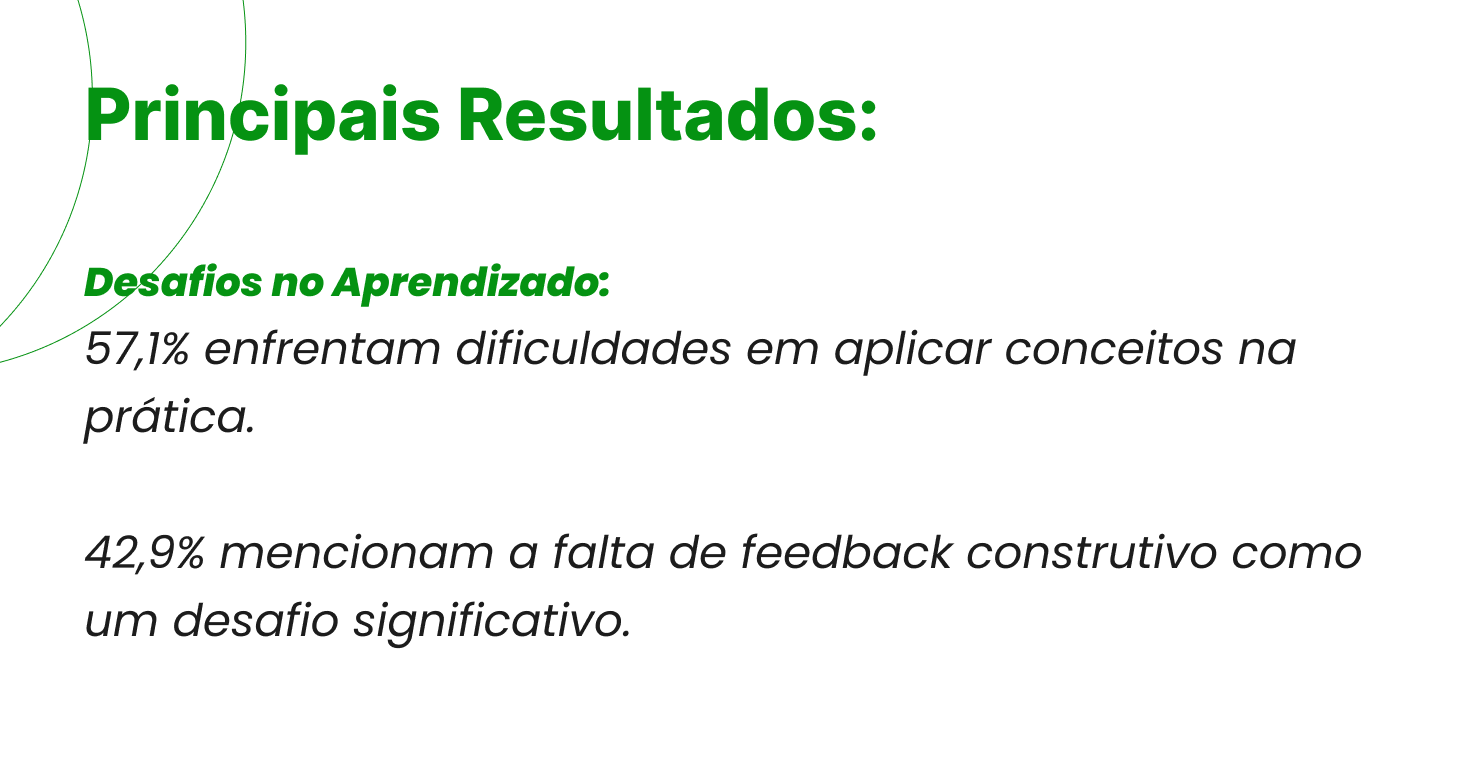 Principais Resultados:
Desafios no Aprendizado:
57,1% enfrentam dificuldades em aplicar conceitos na
prática.
42,9% mencionam a falta de feedback construtivo como
um desafio significativo.